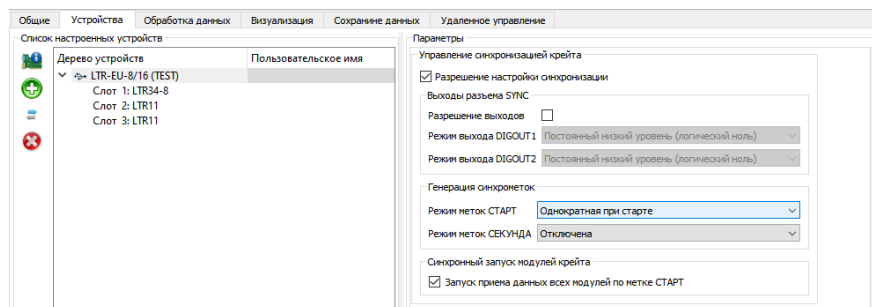 Общие Устройства Обработка данных Визуализация Сохранине данных Удаленное управление
Список настроенных устройств
Дерево устройств Пользовательское имя
LTR-EU-8/16 (TEST)
Слот 1: LTR34-8
Слот 2: LTR11
Слот 3: LTR11
Параметры
Управление синхронизацией крейта
Разрешение настройки синхронизации
Выходы разъема SYNC
Разрешение выходов
Режим выхода DIGOUT1 Постоянный низкий уровень (логический ноль)
Режим выхода DIGOUT2 Постоянный низкий уровень (логический ноль)
Генерация синхрометок
Режим меток СТАРТ Однократная при старте
Режим меток СЕКУНДА Отключена
Синхронный запуск модулей крейта
Запуск приема данных всех модулей по метке СТАРТ